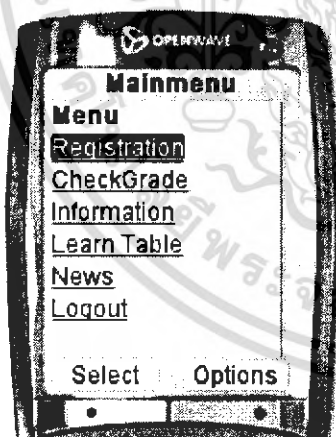 OPENWAVE
Mainmenu
Menu
Registration
CheckGrade
Information
Learn Table
News
Logout
Select Options